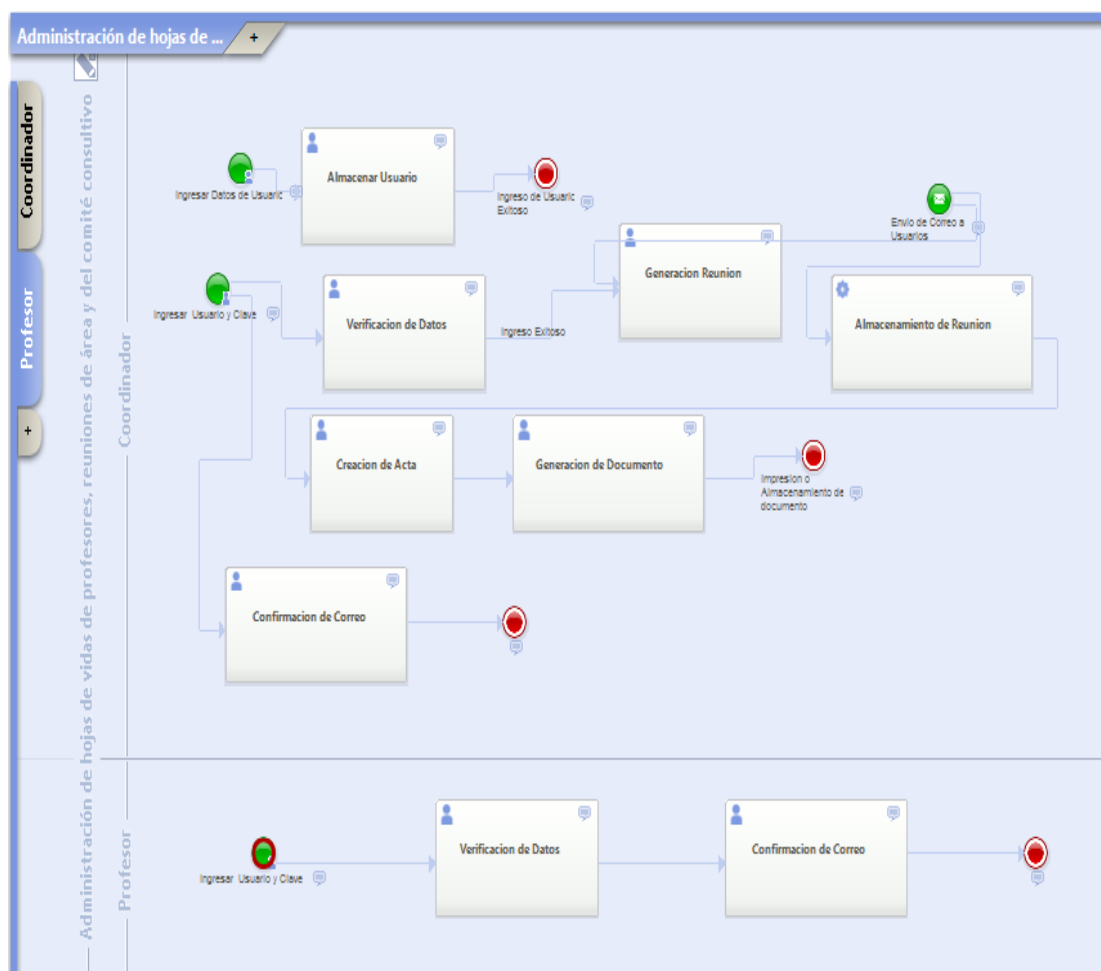 Administración de hojas de ...
+
Coordinador
Profesor
+
Administración de hojas de vidas de profesores, reuniones de área y del comité consultivo
Coordinador
Ingresar Datos de Usuario
Almacenar Usuario
Ingreso de Usuario
Exitoso
Envio de Correo a
Usuarios
Generacion Reunion
Ingresar Usuario y Clave
Verificacion de Datos
Ingreso Exitoso
Almacenamiento de Reunion
Creacion de Acta
Generacion de Documento
Impresion o
Almacenamiento de
documento
Confirmacion de Correo
Profesor
Ingresar Usuario y Clave
Verificacion de Datos
Confirmacion de Correo